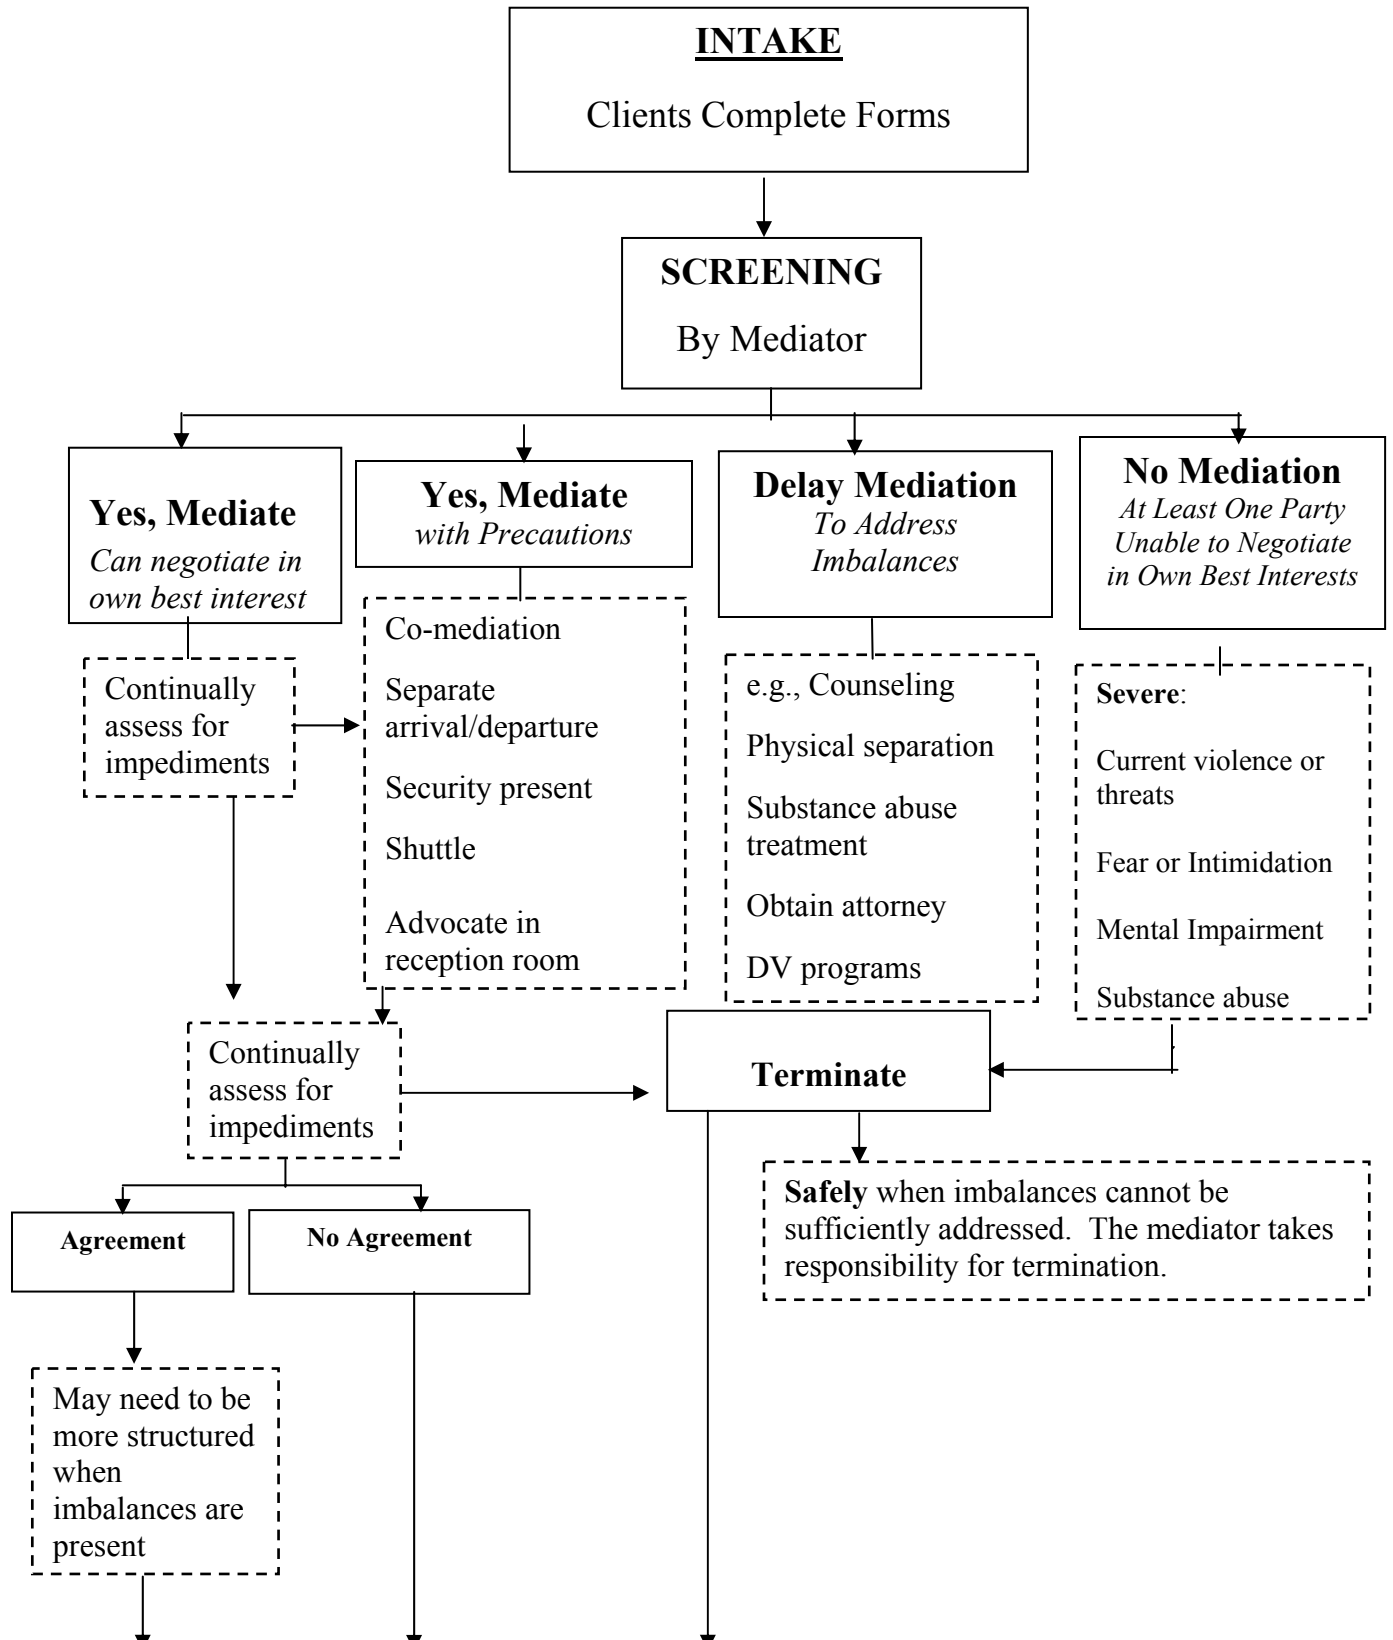 INTAKE
Clients Complete Forms
SCREENING
By Mediator
Yes, Mediate
Can negotiate in
own best interest
Yes, Mediate
with Precautions
Delay Mediation
To Address
Imbalances
No Mediation
At Least One Party
Unable to Negotiate
in Own Best Interests
Continually
assess for
impediments
Co-mediation
Separate
arrival/departure
Security present
Shuttle
Advocate in
reception room
e.g., Counseling
Physical separation
Substance abuse
treatment
Obtain attorney
DV programs
Severe:
Current violence or
threats
Fear or Intimidation
Mental Impairment
Substance abuse
Continually
assess for
impediments
Terminate
Safely when imbalances cannot be
sufficiently addressed.  The mediator takes
responsibility for termination.
Agreement
No Agreement
May need to be
more structured
when
imbalances are
present